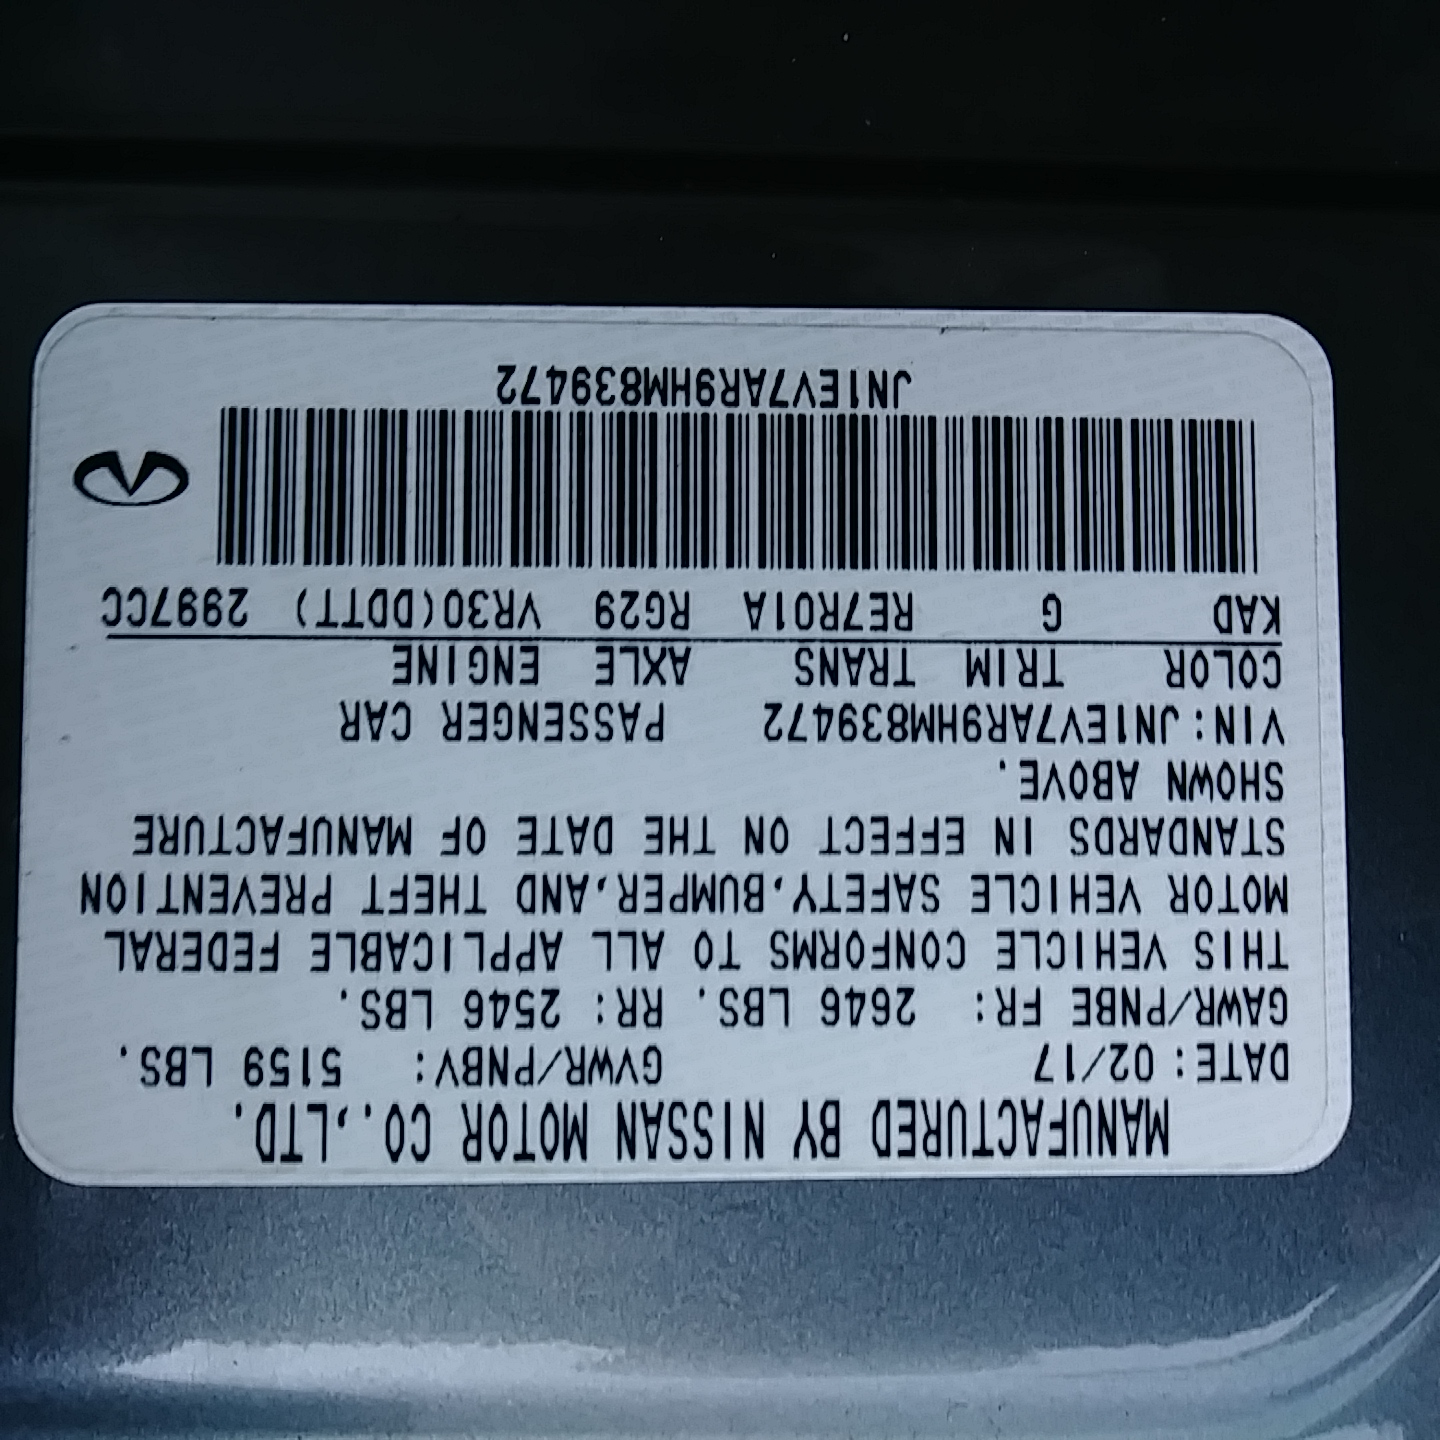 MANUFACTURED BY NISSAN MOTOR CO.,LTD.
DATE:02/17 GVWR/PNBV: 5159 LBS.
GAWR/PNBE FR: 2646 LBS. RR: 2546 LBS.
THIS VEHICLE CONFORMS TO ALL APPLICABLE FEDERAL
MOTOR VEHICLE SAFETY,BUMPER,AND THEFT PREVENTION
STANDARDS IN EFFECT ON THE DATE OF MANUFACTURE
SHOWN ABOVE.
VIN:JN1EV7AR9HM839472 PASSENGER CAR
COLOR TRIM TRANS AXLE ENGINE
KAD G RE7R01A RG29 VR30(DDTT) 2997CC
JN1EV7AR9HM839472